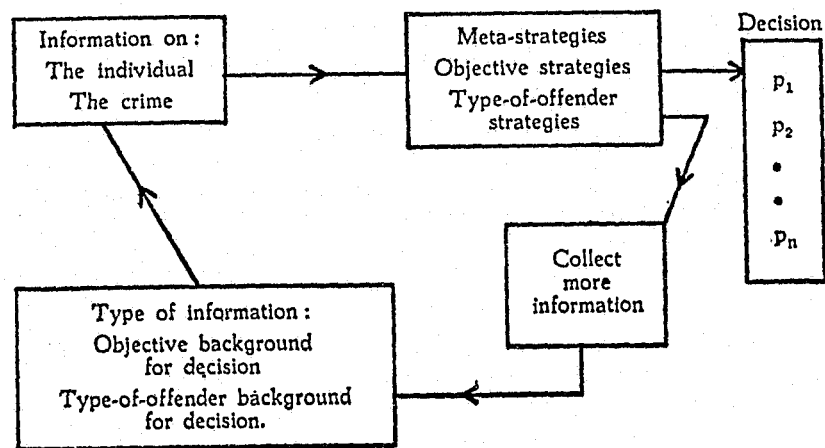 Information on :
The individual
The crime
Meta-strategies
Objective strategies
Type-of-offender
strategies
Decision
p₁
p₂
•
•
pₙ
Collect
more
information
Type of information :
Objective background
for decision
Type-of-offender background
for decision.